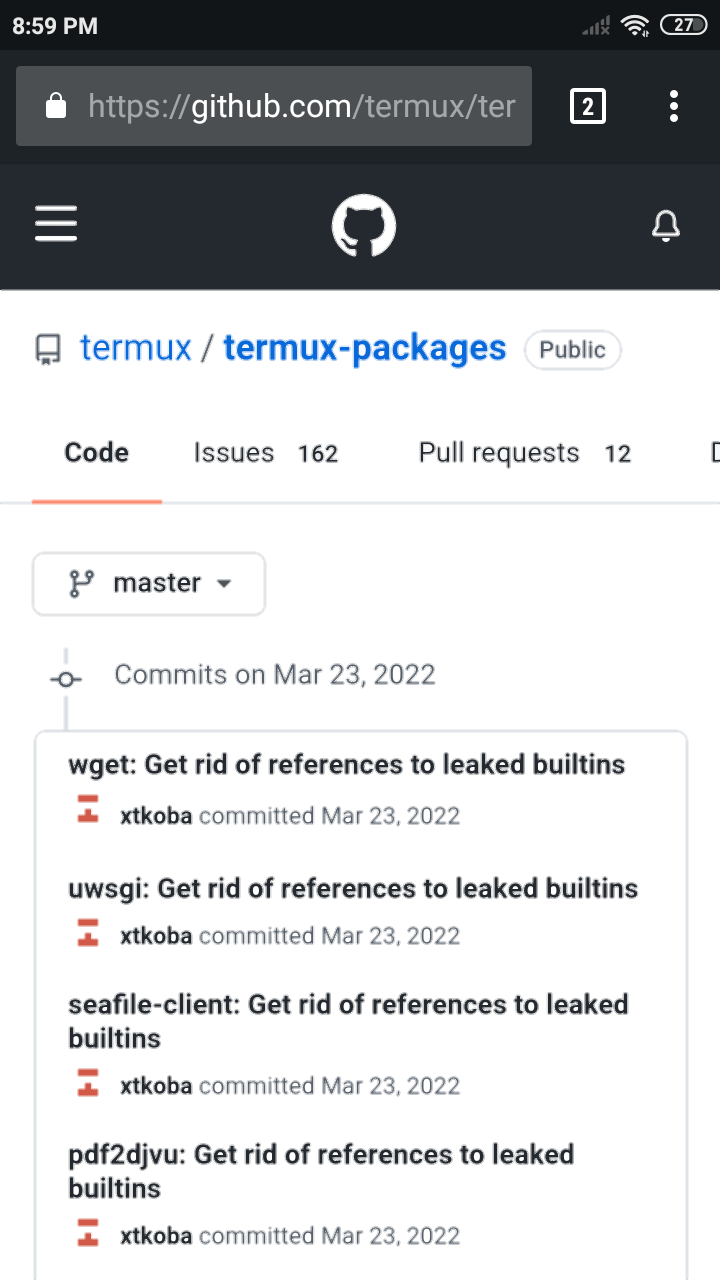 8:59 PM
27
https://github.com/termux/ter
2
termux / termux-packages Public
Code Issues 162 Pull requests 12
master
Commits on Mar 23, 2022
wget: Get rid of references to leaked builtins
xtkoba committed Mar 23, 2022
uwsgi: Get rid of references to leaked builtins
xtkoba committed Mar 23, 2022
seafile-client: Get rid of references to leaked
builtins
xtkoba committed Mar 23, 2022
pdf2djvu: Get rid of references to leaked
builtins
xtkoba committed Mar 23, 2022